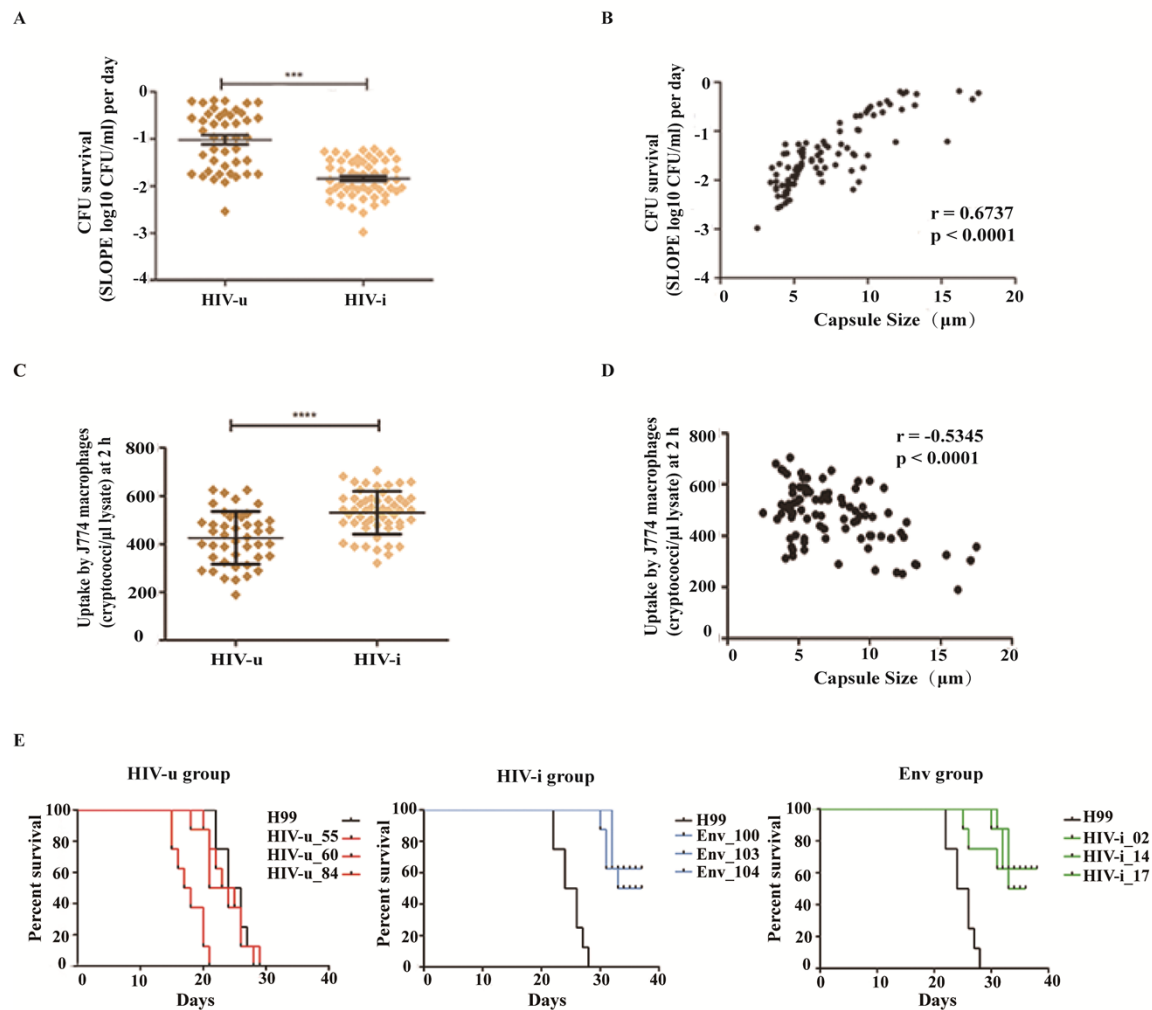 A
CFU survival
(SLOPE log10 CFU/ml) per day
0
-1
-2
-3
-4
***
HIV-u
HIV-i
B
CFU survival
(SLOPE log10 CFU/ml) per day
0
-1
-2
-3
-4
r = 0.6737
p < 0.0001
0
5
10
15
20
Capsule Size（μm）
C
Uptake by J774 macrophages
(cryptococci/μl lysate) at 2 h
800
600
400
200
0
****
HIV-u
HIV-i
D
Uptake by J774 macrophages
(cryptococci/μl lysate) at 2 h
800
600
400
200
0
r = -0.5345
p < 0.0001
0
5
10
15
20
Capsule Size（μm）
E
HIV-u group
Percent survival
100
80
60
40
20
0
H99
HIV-u_55
HIV-u_60
HIV-u_84
0
10
20
30
40
Days
HIV-i group
Percent survival
100
80
60
40
20
0
H99
Env_100
Env_103
Env_104
0
10
20
30
40
Days
Env group
Percent survival
100
80
60
40
20
0
H99
HIV-i_02
HIV-i_14
HIV-i_17
0
10
20
30
40
Days